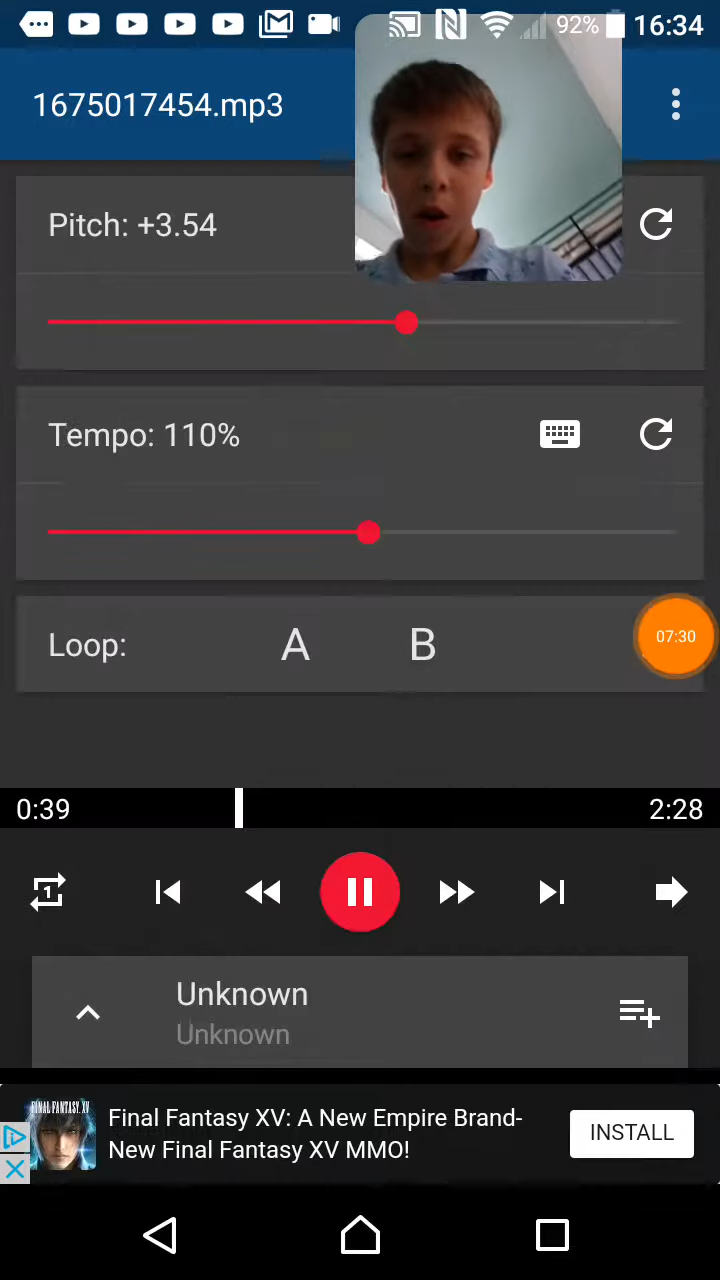 92% 16:34
1675017454.mp3
Pitch: +3.54
Tempo: 110%
Loop: A B
07:30
0:39 2:28
1
Unknown
Unknown
FINAL FANTASY XV
Final Fantasy XV: A New Empire Brand-
New Final Fantasy XV MMO!
INSTALL